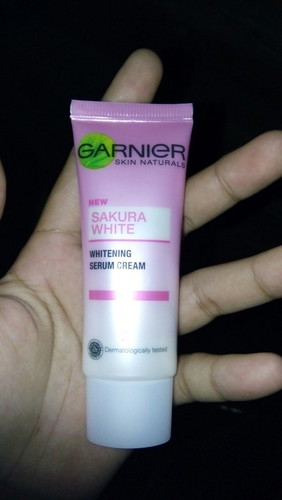 GARNIER
SKIN NATURALS
NEW
SAKURA
WHITE
WHITENING
SERUM CREAM
Dermatologically tested